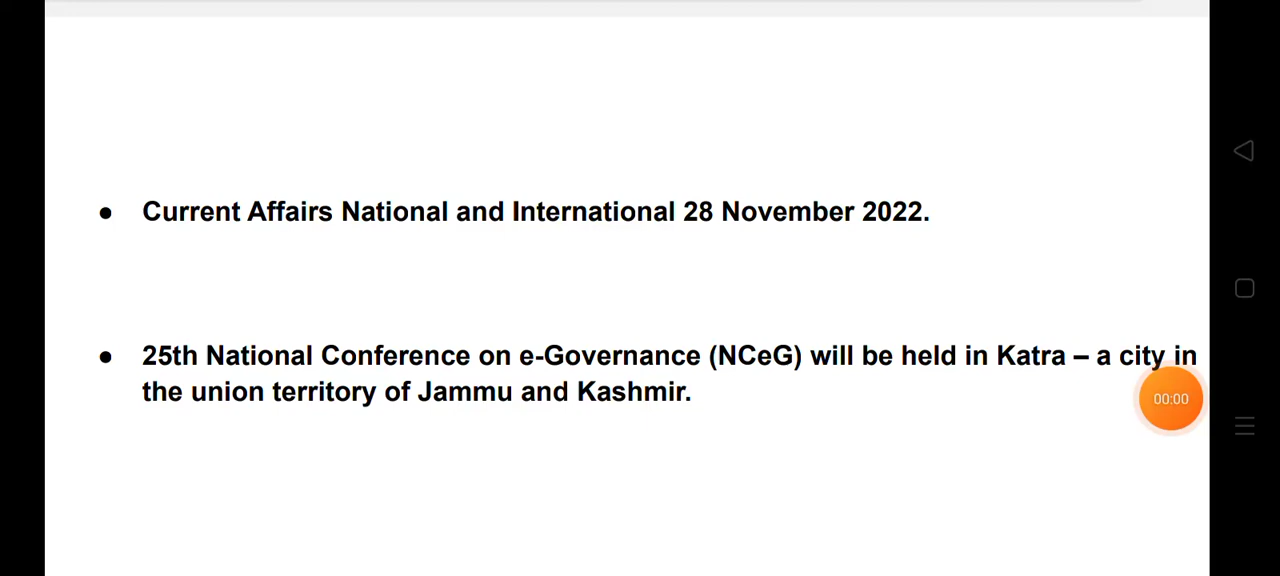 ● Current Affairs National and International 28 November 2022.
● 25th National Conference on e-Governance (NCeG) will be held in Katra – a city in
the union territory of Jammu and Kashmir.
00:00